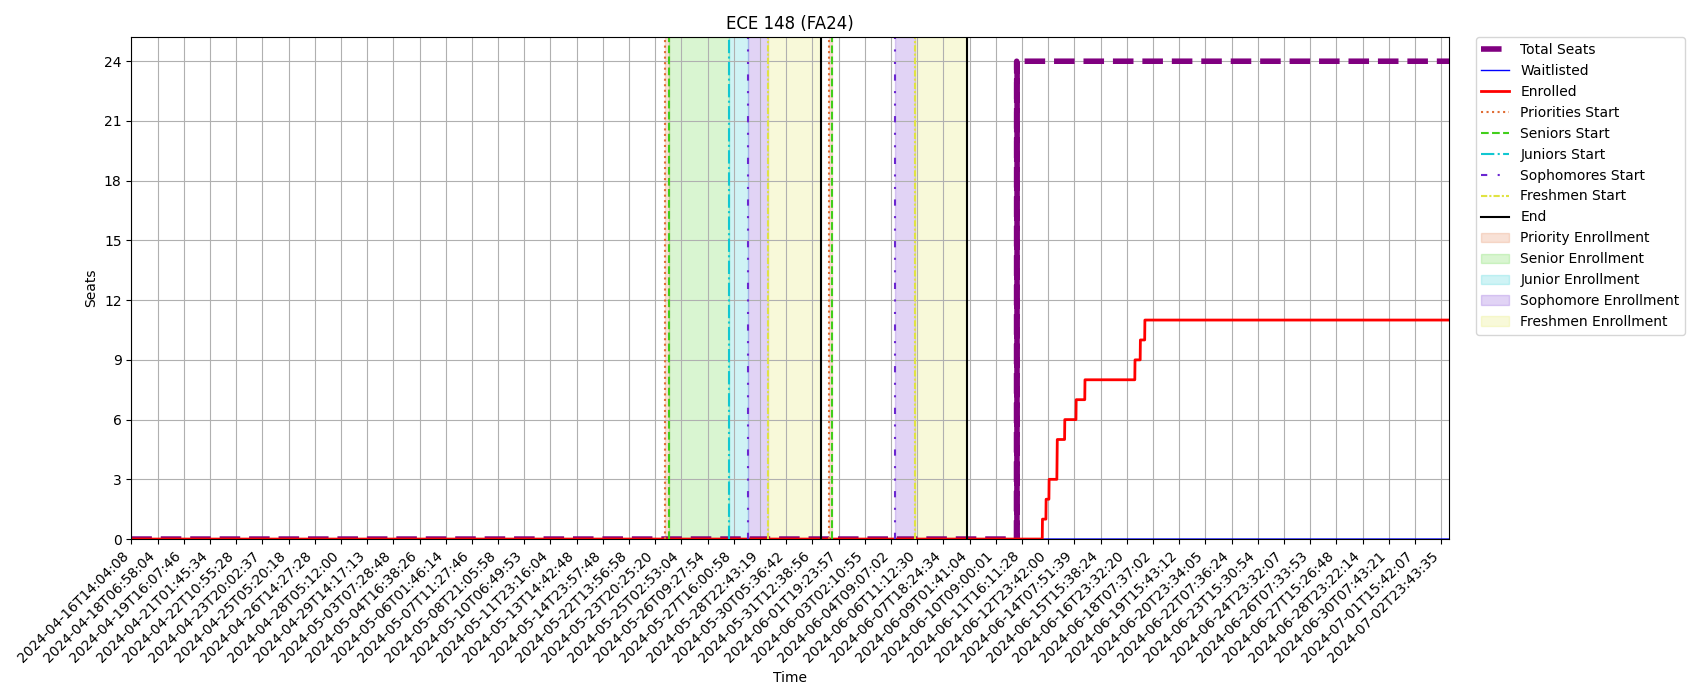 ECE 148 (FA24)
Seats
24
21
18
15
12
9
6
3
0
2024-04-16T14:04:08
2024-04-18T06:58:04
2024-04-19T16:07:46
2024-04-21T01:45:34
2024-04-22T10:55:28
2024-04-23T20:02:37
2024-04-25T05:20:18
2024-04-26T14:27:28
2024-04-28T05:12:00
2024-04-29T14:17:13
2024-05-03T07:28:48
2024-05-04T16:38:26
2024-05-06T01:46:14
2024-05-07T11:27:46
2024-05-08T21:05:58
2024-05-10T06:49:53
2024-05-11T23:16:04
2024-05-13T14:42:48
2024-05-14T23:57:48
2024-05-22T13:56:58
2024-05-23T20:25:20
2024-05-25T02:53:04
2024-05-26T09:27:54
2024-05-27T16:00:58
2024-05-28T22:43:19
2024-05-30T05:36:42
2024-05-31T12:38:56
2024-06-01T19:23:57
2024-06-03T02:10:55
2024-06-04T09:07:02
2024-06-06T11:12:30
2024-06-07T18:24:34
2024-06-09T01:41:04
2024-06-10T09:00:01
2024-06-11T16:11:28
2024-06-12T23:42:00
2024-06-14T07:51:39
2024-06-15T15:38:24
2024-06-16T23:32:20
2024-06-18T07:37:02
2024-06-19T15:43:12
2024-06-20T23:34:05
2024-06-22T07:36:24
2024-06-23T15:30:54
2024-06-24T23:32:07
2024-06-26T07:33:53
2024-06-27T15:26:48
2024-06-28T23:22:14
2024-06-30T07:43:21
2024-07-01T15:42:07
2024-07-02T23:43:35
Time
Total Seats
Waitlisted
Enrolled
Priorities Start
Seniors Start
Juniors Start
Sophomores Start
Freshmen Start
End
Priority Enrollment
Senior Enrollment
Junior Enrollment
Sophomore Enrollment
Freshmen Enrollment